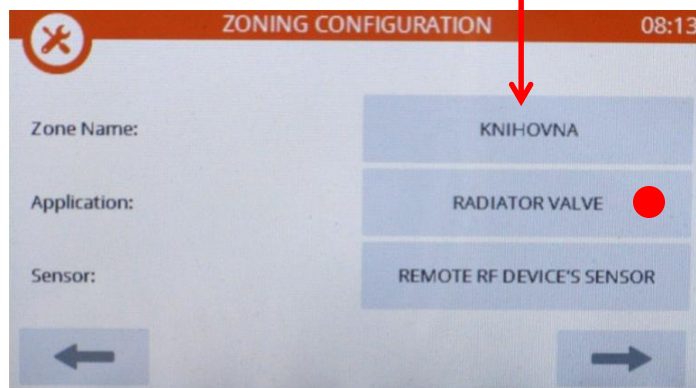 ZONING CONFIGURATION 08:13
Zone Name: KNIHOVNA
Application: RADIATOR VALVE
Sensor: REMOTE RF DEVICE'S SENSOR